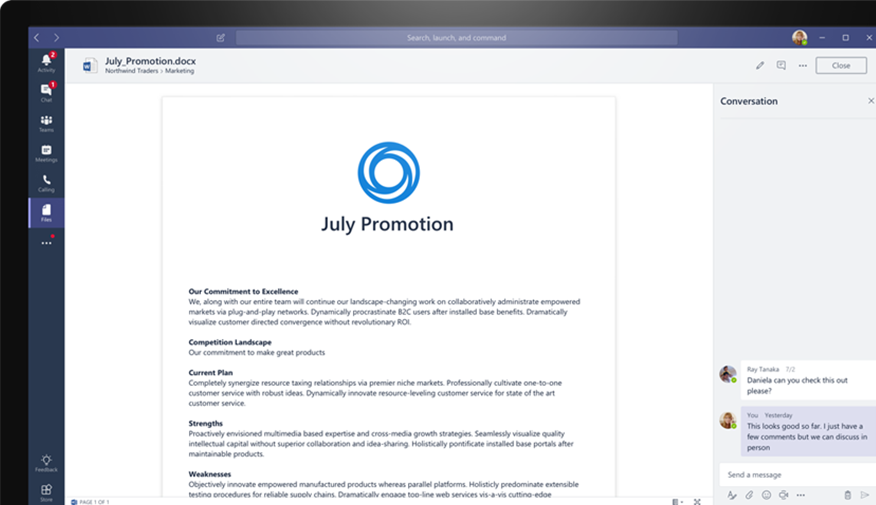 Search, launch, and command
2
Activity
1
Chat
Teams
Meetings
Calling
Files
Feedback
Store
W
July_Promotion.docx
Northwind Traders > Marketing
Close
July Promotion
Our Commitment to Excellence
We, along with our entire team will continue our landscape-changing work on collaboratively administrate empowered
markets via plug-and-play networks. Dynamically procrastinate B2C users after installed base benefits. Dramatically
visualize customer directed convergence without revolutionary ROI.
Competition Landscape
Our commitment to make great products
Current Plan
Completely synergize resource taxing relationships via premier niche markets. Professionally cultivate one-to-one
customer service with robust ideas. Dynamically innovate resource-leveling customer service for state of the art
customer service.
Strengths
Proactively envisioned multimedia based expertise and cross-media growth strategies. Seamlessly visualize quality
intellectual capital without superior collaboration and idea-sharing. Holistically pontificate installed base portals after
maintainable products.
Weaknesses
Objectively innovate empowered manufactured products whereas parallel platforms. Holisticly predominate extensible
testing procedures for reliable supply chains. Dramatically engage top-line web services vis-a-vis cutting-edge
PAGE 1 OF 1
Conversation
Ray Tanaka 7/2
Daniela can you check this out
please?
You Yesterday
This looks good so far. I just have a
few comments but we can discuss in
person
Send a message